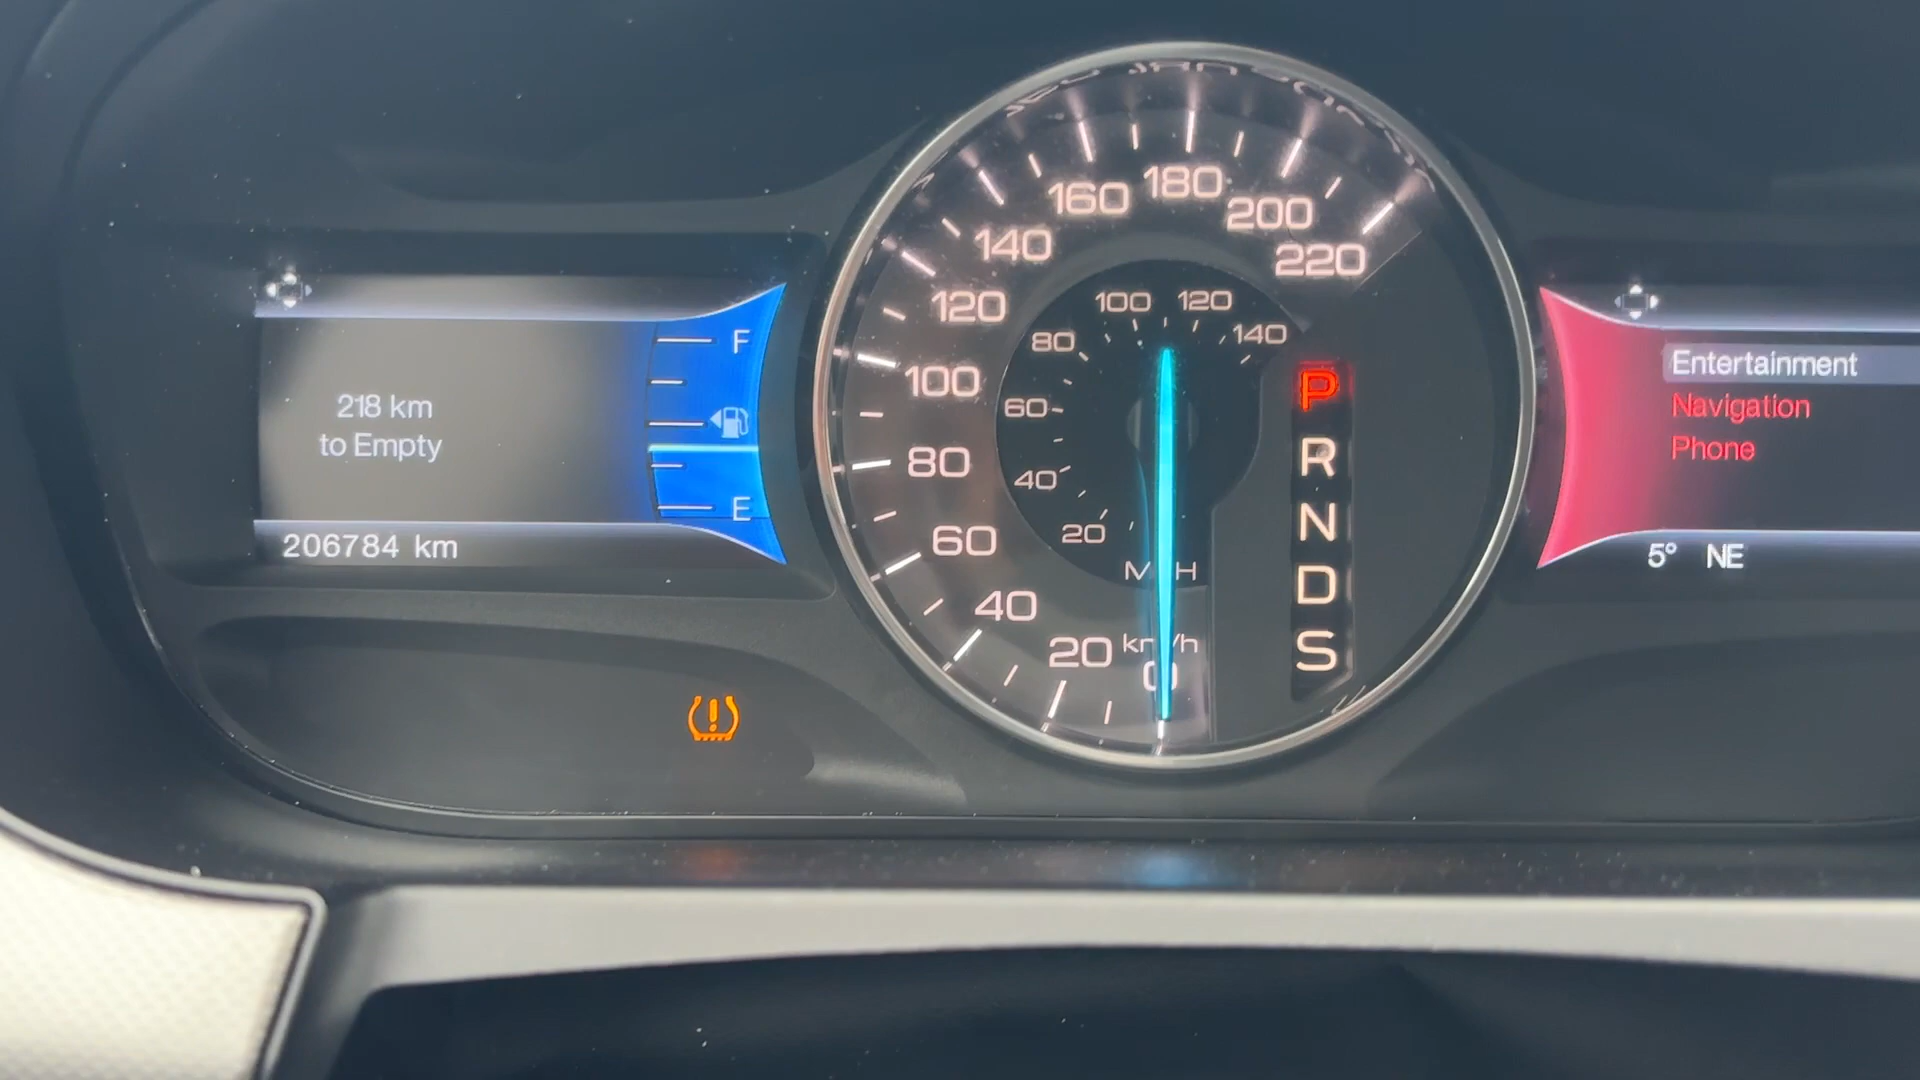 218 km
to Empty
F
E
206784 km
220
200
180
160
140
120
100
80
60
40
20
0
km/h
140
120
100
80
60
40
20
MPH
P
R
N
D
S
Entertainment
Navigation
Phone
5° NE